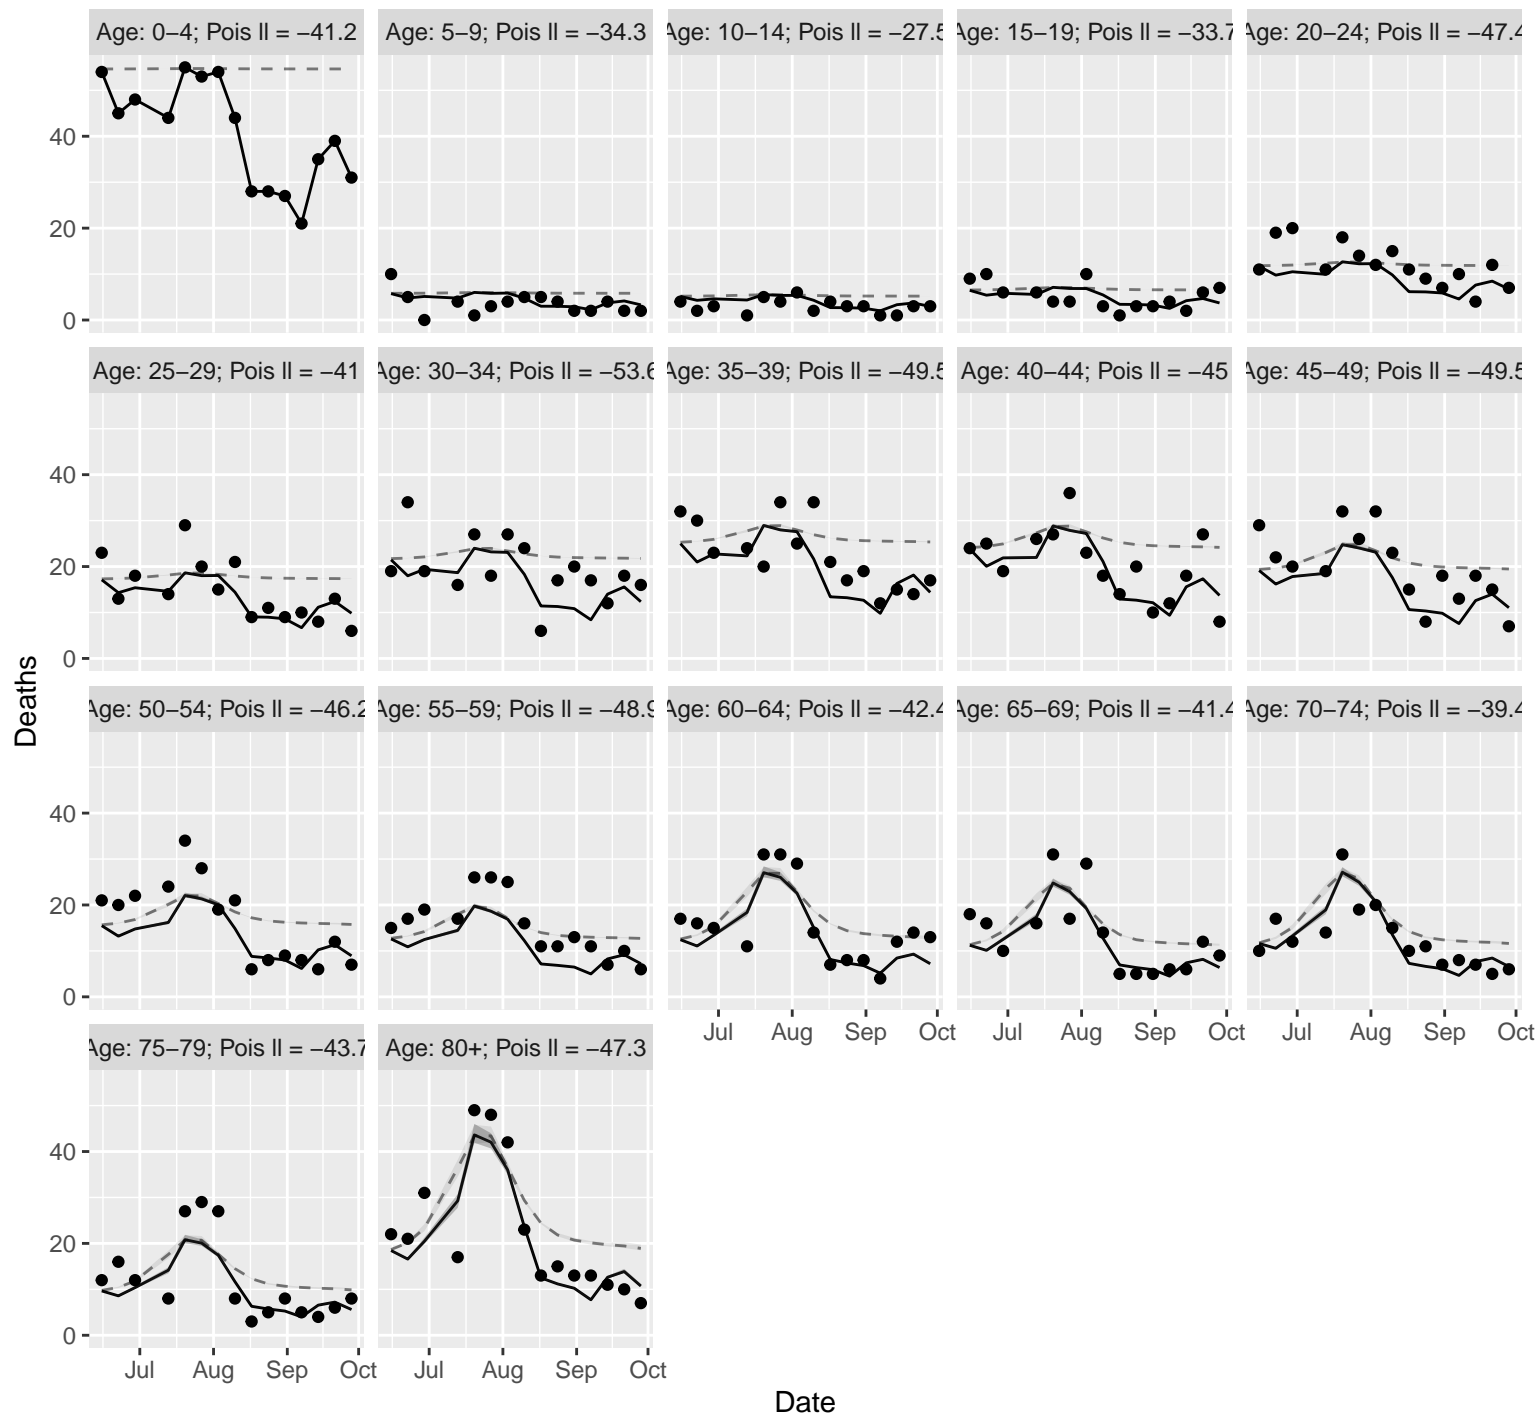 Age: 0−4; Pois ll = −41.2
Age: 5−9; Pois ll = −34.3
Age: 10−14; Pois ll = −27.5
Age: 15−19; Pois ll = −33.7
Age: 20−24; Pois ll = −47.4
40
20
0
Age: 25−29; Pois ll = −41
Age: 30−34; Pois ll = −53.6
Age: 35−39; Pois ll = −49.5
Age: 40−44; Pois ll = −45
Age: 45−49; Pois ll = −49.5
40
20
0
Deaths
Age: 50−54; Pois ll = −46.2
Age: 55−59; Pois ll = −48.9
Age: 60−64; Pois ll = −42.4
Age: 65−69; Pois ll = −41.4
Age: 70−74; Pois ll = −39.4
40
20
0
Jul Aug Sep Oct
Jul Aug Sep Oct
Jul Aug Sep Oct
Age: 75−79; Pois ll = −43.7
Age: 80+; Pois ll = −47.3
40
20
0
Jul Aug Sep Oct
Jul Aug Sep Oct
Date